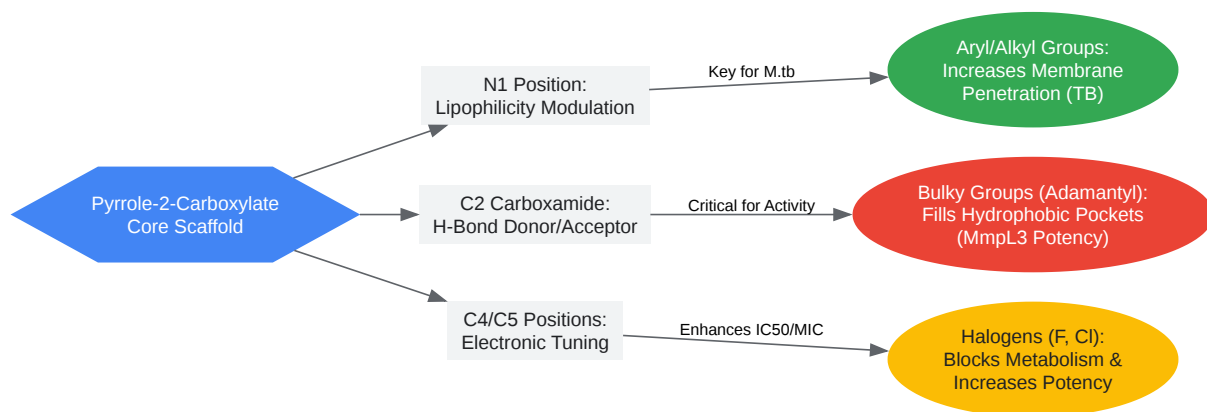 Pyrrole-2-Carboxylate
Core Scaffold
N1 Position:
Lipophilicity Modulation
Key for M.tb
Aryl/Alkyl Groups:
Increases Membrane
Penetration (TB)
C2 Carboxamide:
H-Bond Donor/Acceptor
Critical for Activity
Bulky Groups (Adamantyl):
Fills Hydrophobic Pockets
(MmpL3 Potency)
C4/C5 Positions:
Electronic Tuning
Enhances IC50/MIC
Halogens (F, Cl):
Blocks Metabolism &
Increases Potency